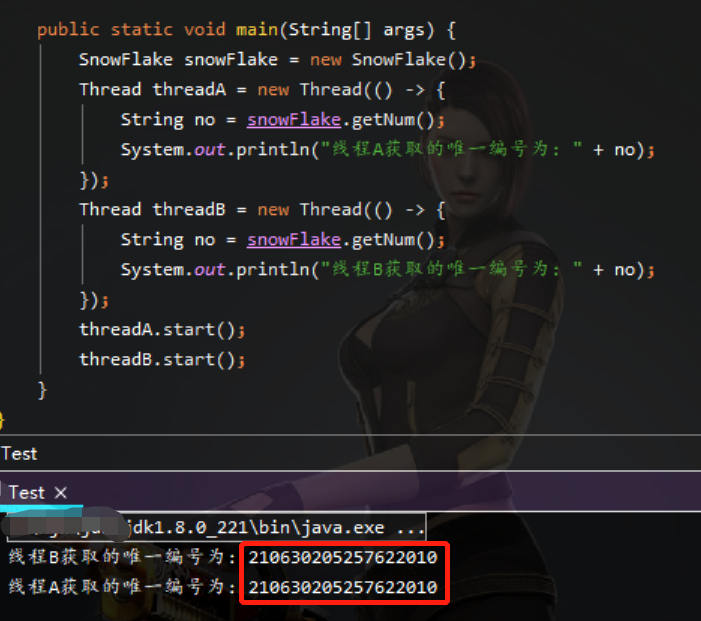 public static void main(String[] args) {
SnowFlake snowFlake = new SnowFlake();
Thread threadA = new Thread(() -> {
String no = snowFlake.getNum();
System.out.println("线程A获取的唯一编号为: " + no);
});
Thread threadB = new Thread(() -> {
String no = snowFlake.getNum();
System.out.println("线程B获取的唯一编号为: " + no);
});
threadA.start();
threadB.start();
}
}
Test
Test ×
jdk1.8.0_221\bin\java.exe ...
线程B获取的唯一编号为: 210630205257622010
线程A获取的唯一编号为: 210630205257622010